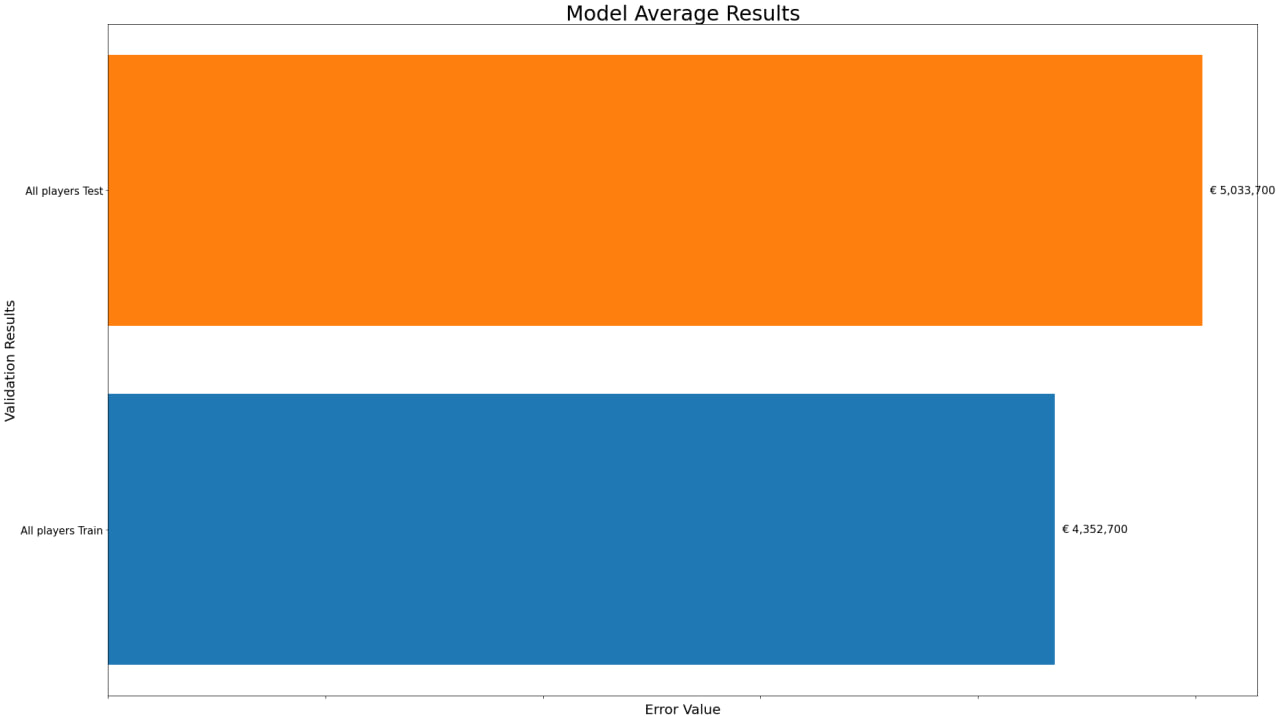 Model Average Results
All players Test
€ 5,033,700
Validation Results
All players Train
€ 4,352,700
Error Value